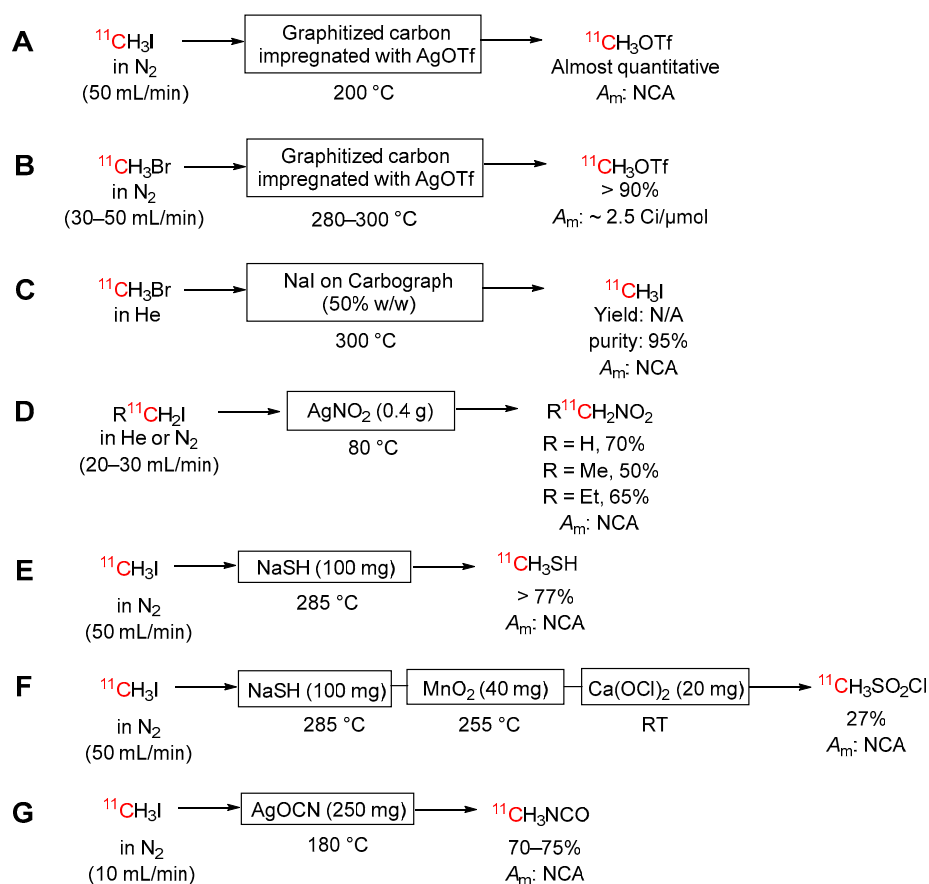 A
¹¹CH₃I
in N₂
(50 mL/min)
Graphitized carbon
impregnated with AgOTf
200 °C
¹¹CH₃OTf
Almost quantitative
Aₘ: NCA
B
¹¹CH₃Br
in N₂
(30–50 mL/min)
Graphitized carbon
impregnated with AgOTf
280–300 °C
¹¹CH₃OTf
> 90%
Aₘ: ~ 2.5 Ci/μmol
C
¹¹CH₃Br
in He
NaI on Carbograph
(50% w/w)
300 °C
¹¹CH₃I
Yield: N/A
purity: 95%
Aₘ: NCA
D
R¹¹CH₂I
in He or N₂
(20–30 mL/min)
AgNO₂ (0.4 g)
80 °C
R¹¹CH₂NO₂
R = H, 70%
R = Me, 50%
R = Et, 65%
Aₘ: NCA
E
¹¹CH₃I
in N₂
(50 mL/min)
NaSH (100 mg)
285 °C
¹¹CH₃SH
> 77%
Aₘ: NCA
F
¹¹CH₃I
in N₂
(50 mL/min)
NaSH (100 mg)
285 °C
MnO₂ (40 mg)
255 °C
Ca(OCl)₂ (20 mg)
RT
¹¹CH₃SO₂Cl
27%
Aₘ: NCA
G
¹¹CH₃I
in N₂
(10 mL/min)
AgOCN (250 mg)
180 °C
¹¹CH₃NCO
70–75%
Aₘ: NCA